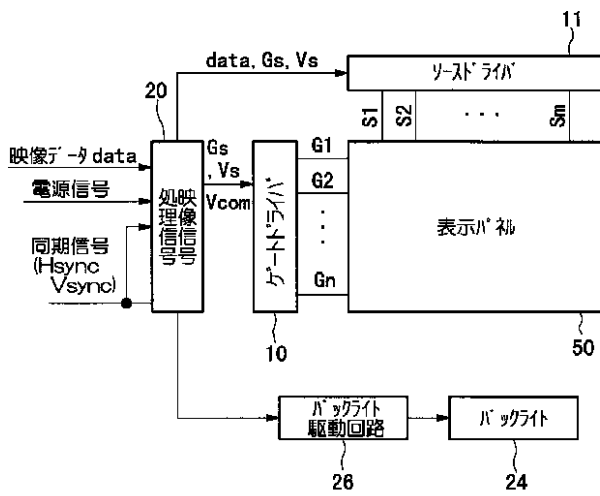 11
data, Gs, Vs
ソースドライバ
20
S1
S2
・・・
Sm
映像データ data
電源信号
同期信号
(Hsync
Vsync)
映像信号
処理信号
Gs
, Vs
Vcom
ゲートドライバ
10
G1
G2
・・・
Gn
表示パネル
50
バックライト
駆動回路
26
バックライト
24